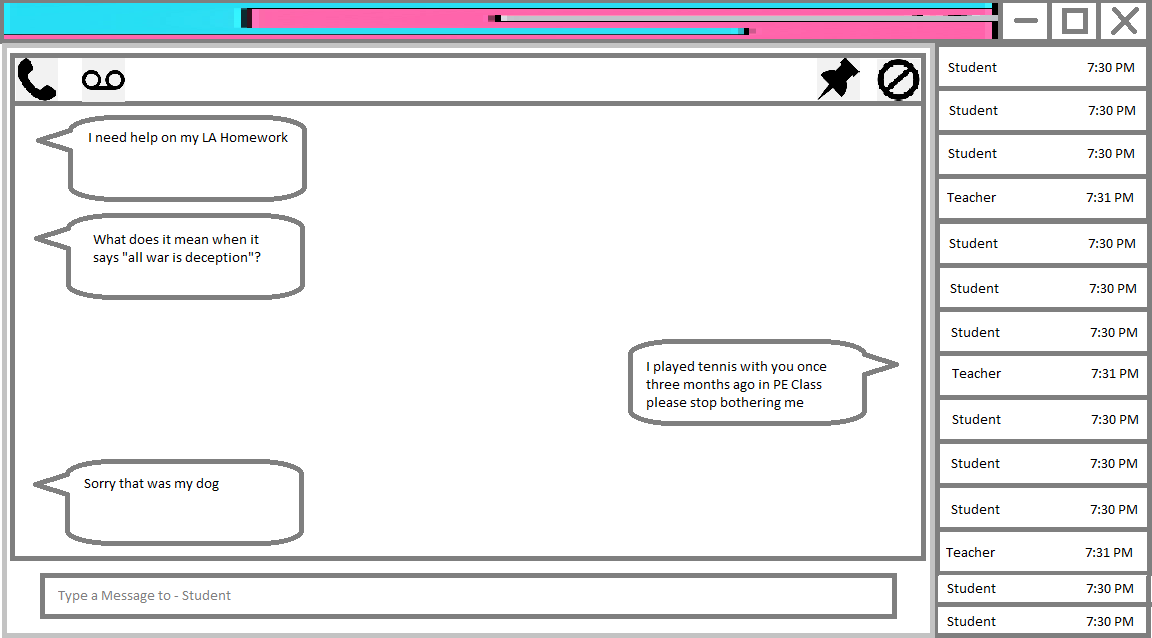 I need help on my LA Homework
What does it mean when it
says "all war is deception"?
I played tennis with you once
three months ago in PE Class
please stop bothering me
Sorry that was my dog
Type a Message to - Student
Student 7:30 PM
Student 7:30 PM
Student 7:30 PM
Teacher 7:31 PM
Student 7:30 PM
Student 7:30 PM
Student 7:30 PM
Teacher 7:31 PM
Student 7:30 PM
Student 7:30 PM
Student 7:30 PM
Teacher 7:31 PM
Student 7:30 PM
Student 7:30 PM